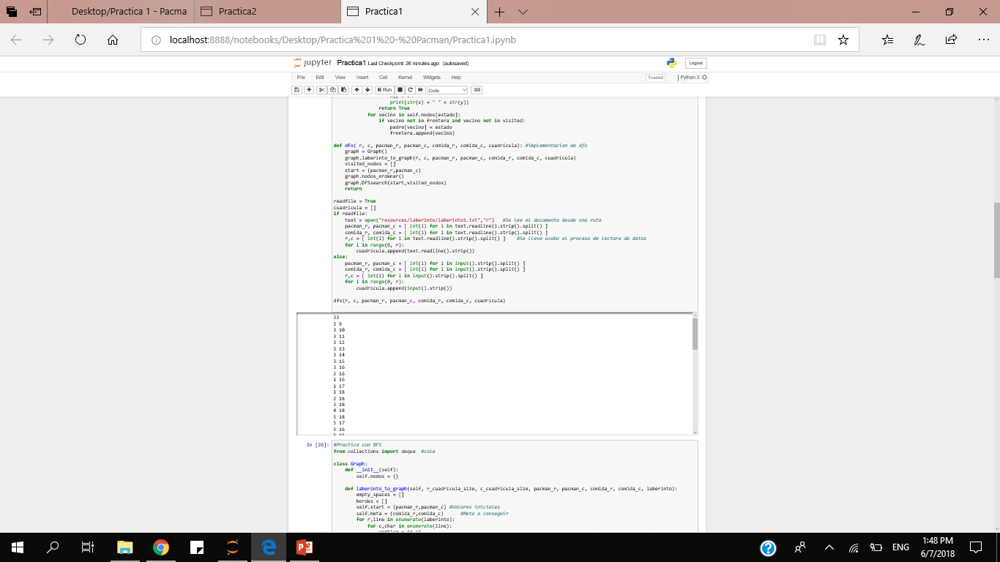 Desktop/Practica 1 - Pacma
Practica2
Practica1
localhost:8888/notebooks/Desktop/Practica%201%20-%20Pacman/Practica1.ipynb
jupyter Practica1 Last Checkpoint: 26 minutes ago (autosaved)
Logout
File Edit View Insert Cell Kernel Widgets Help
Trusted
Python 3
Run
Code
print(str(x) + " " + str(y))
return True
for vecino in self.nodos[estado]:
if vecino not in frontera and vecino not in visited:
padre[vecino] = estado
frontera.append(vecino)
def dfs( r, c, pacman_r, pacman_c, comida_r, comida_c, cuadricula): #implementacion de dfs
graph = Graph()
graph.laberinto_to_graph(r, c, pacman_r, pacman_c, comida_r, comida_c, cuadricula)
visited_nodos = []
start = (pacman_r,pacman_c)
graph.nodos_ordenar()
graph.DFSsearch(start,visited_nodos)
return
readfile = True
cuadricula = []
if readfile:
text = open("resources/laberinto/laberinto1.txt","r") #Se lee el documento desde una ruta
pacman_r, pacman_c = [ int(i) for i in text.readline().strip().split() ]
comida_r, comida_c = [ int(i) for i in text.readline().strip().split() ]
r,c = [ int(i) for i in text.readline().strip().split() ] #Se lleva acabo el proceso de lectura de datos
for i in range(0, r):
cuadricula.append(text.readline().strip())
else:
pacman_r, pacman_c = [ int(i) for i in input().strip().split() ]
comida_r, comida_c = [ int(i) for i in input().strip().split() ]
r,c = [ int(i) for i in input().strip().split() ]
for i in range(0, r):
cuadricula.append(input().strip())
dfs(r, c, pacman_r, pacman_c, comida_r, comida_c, cuadricula)
33
3 9
3 10
3 11
3 12
3 13
3 14
3 15
3 16
2 16
1 16
1 17
1 18
2 18
3 18
4 18
5 18
5 17
5 16
5 15
In [26]: #Practica con BFS
from collections import deque #cola
class Graph:
def __init__(self):
self.nodos = {}
def laberinto_to_graph(self, r_cuadricula_size, c_cuadricula_size, pacman_r, pacman_c, comida_r, comida_c, laberinto):
empty_spaces = []
bordes = []
self.start = (pacman_r,pacman_c) #Valores iniciales
self.meta = (comida_r,comida_c) #Meta a conseguir
for r,line in enumerate(laberinto):
for c,char in enumerate(line):
ENG
1:48 PM
6/7/2018